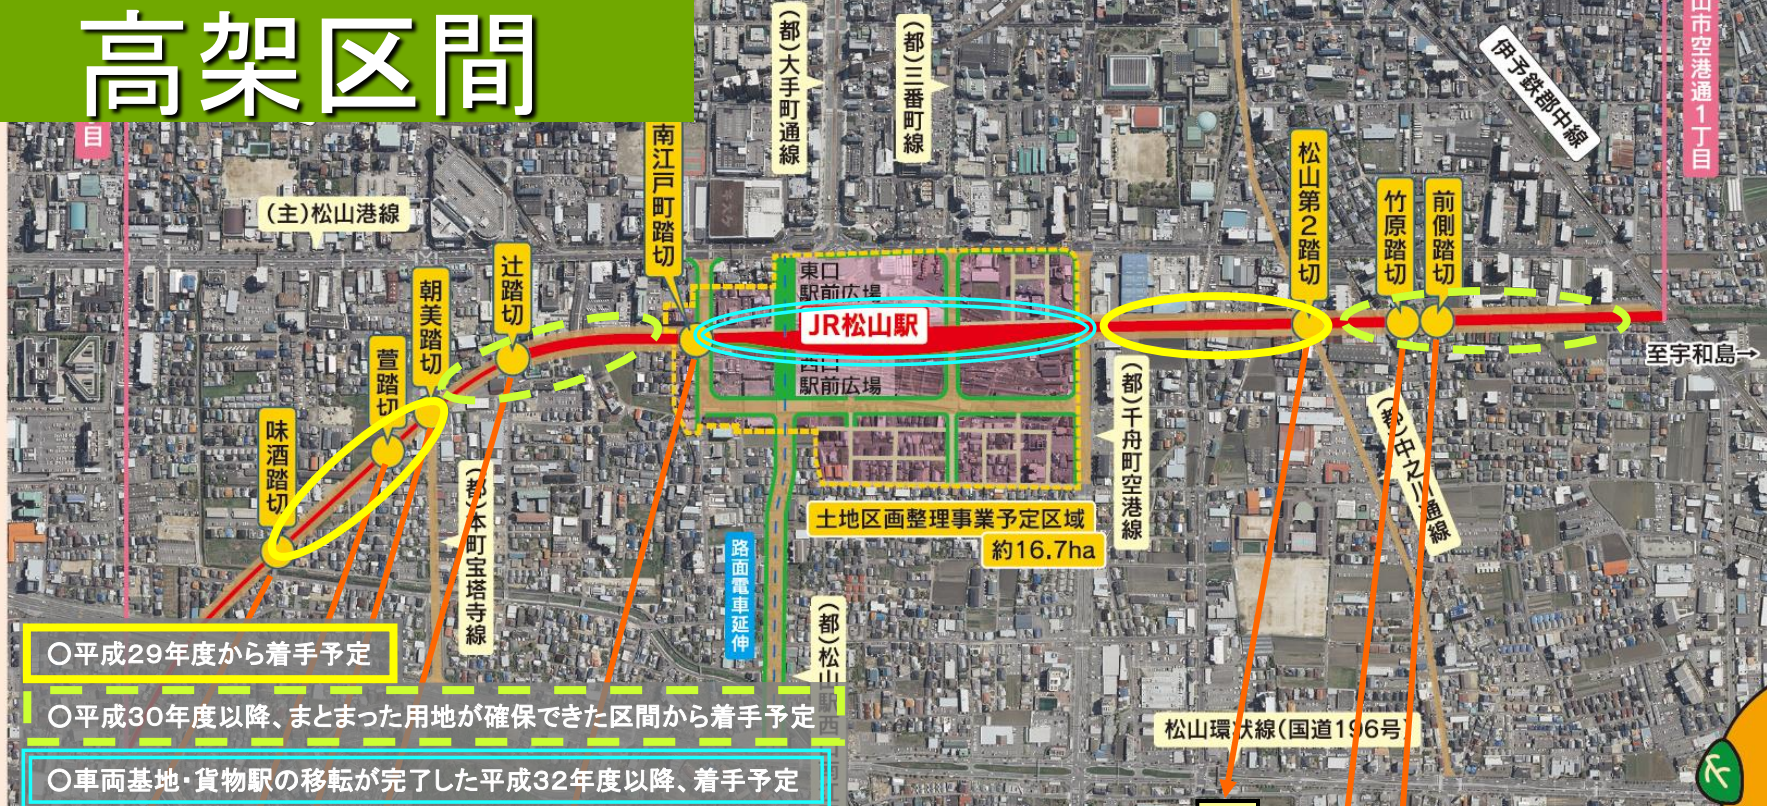 高架区間
目
(主)松山港線
南江戸町踏切
(都)大手町通線
(都)三番町線
伊予鉄郡中線
山市空港通1丁目
松山第2踏切
竹原踏切
前側踏切
辻踏切
朝美踏切
萱踏切
味酒踏切
東口
駅前広場
JR松山駅
西口
駅前広場
至宇和島→
(都)千舟町空港線
(都)中之川通線
(都)本町宝塔寺線
土地区画整理事業予定区域
約16.7ha
路面電車延伸
(都)松山
松山環状線(国道196号)
○平成29年度から着手予定
○平成30年度以降、まとまった用地が確保できた区間から着手予定
○車両基地・貨物駅の移転が完了した平成32年度以降、着手予定